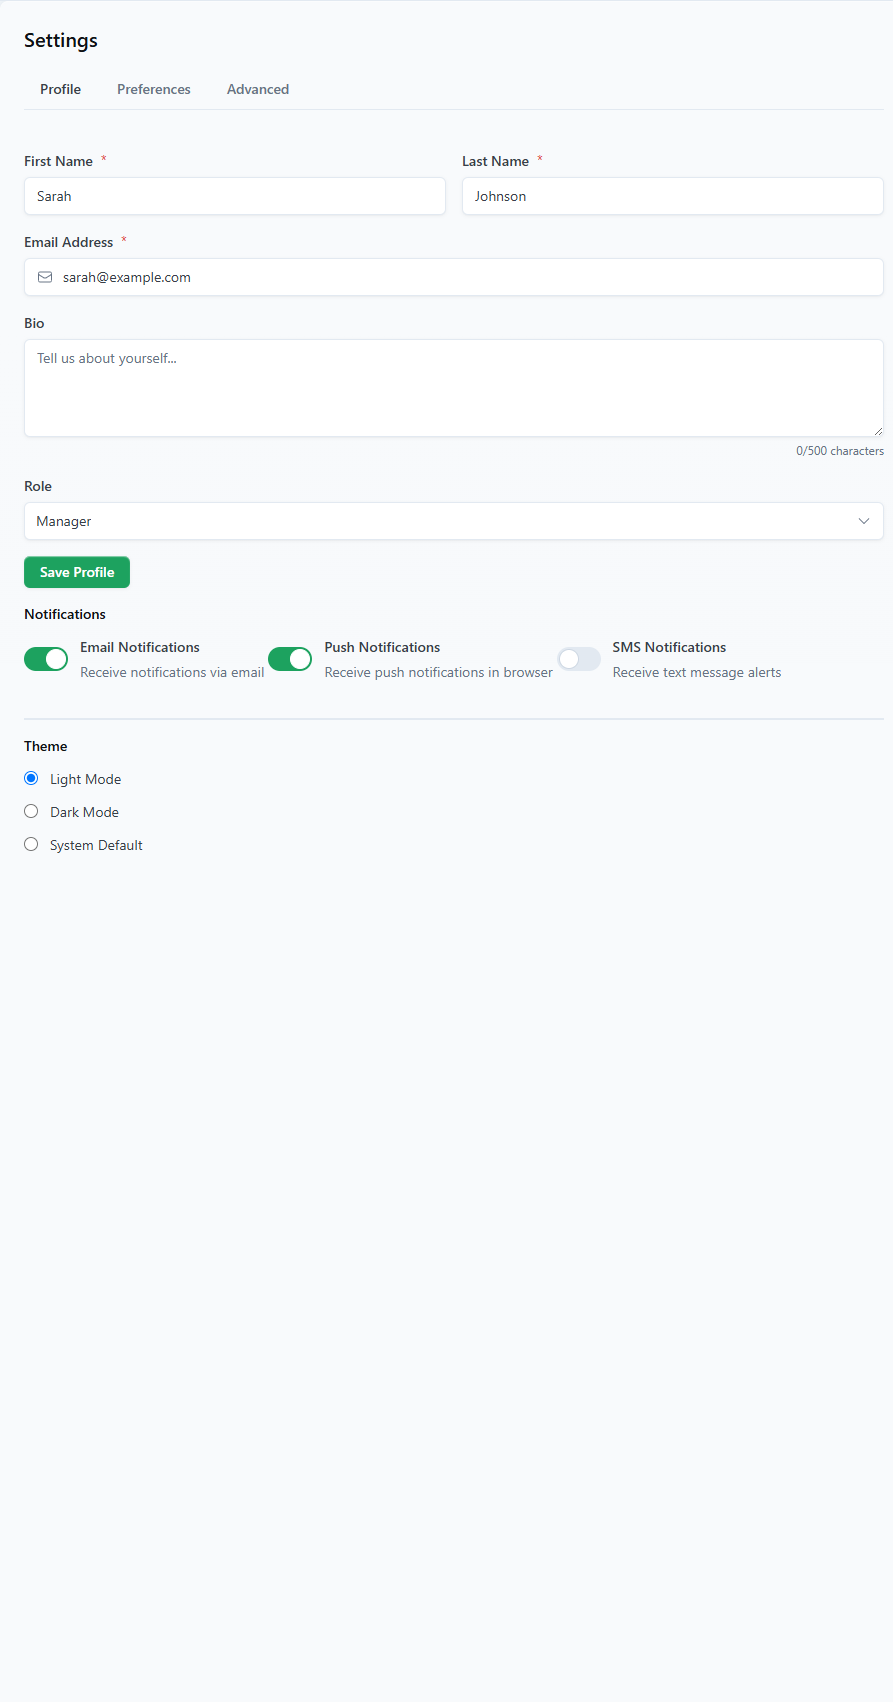 Settings
Profile Preferences Advanced
First Name * Last Name *
Sarah Johnson
Email Address *
sarah@example.com
Bio
Tell us about yourself...
0/500 characters
Role
Manager
Save Profile
Notifications
Email Notifications Push Notifications SMS Notifications
Receive notifications via email Receive push notifications in browser Receive text message alerts
Theme
Light Mode
Dark Mode
System Default